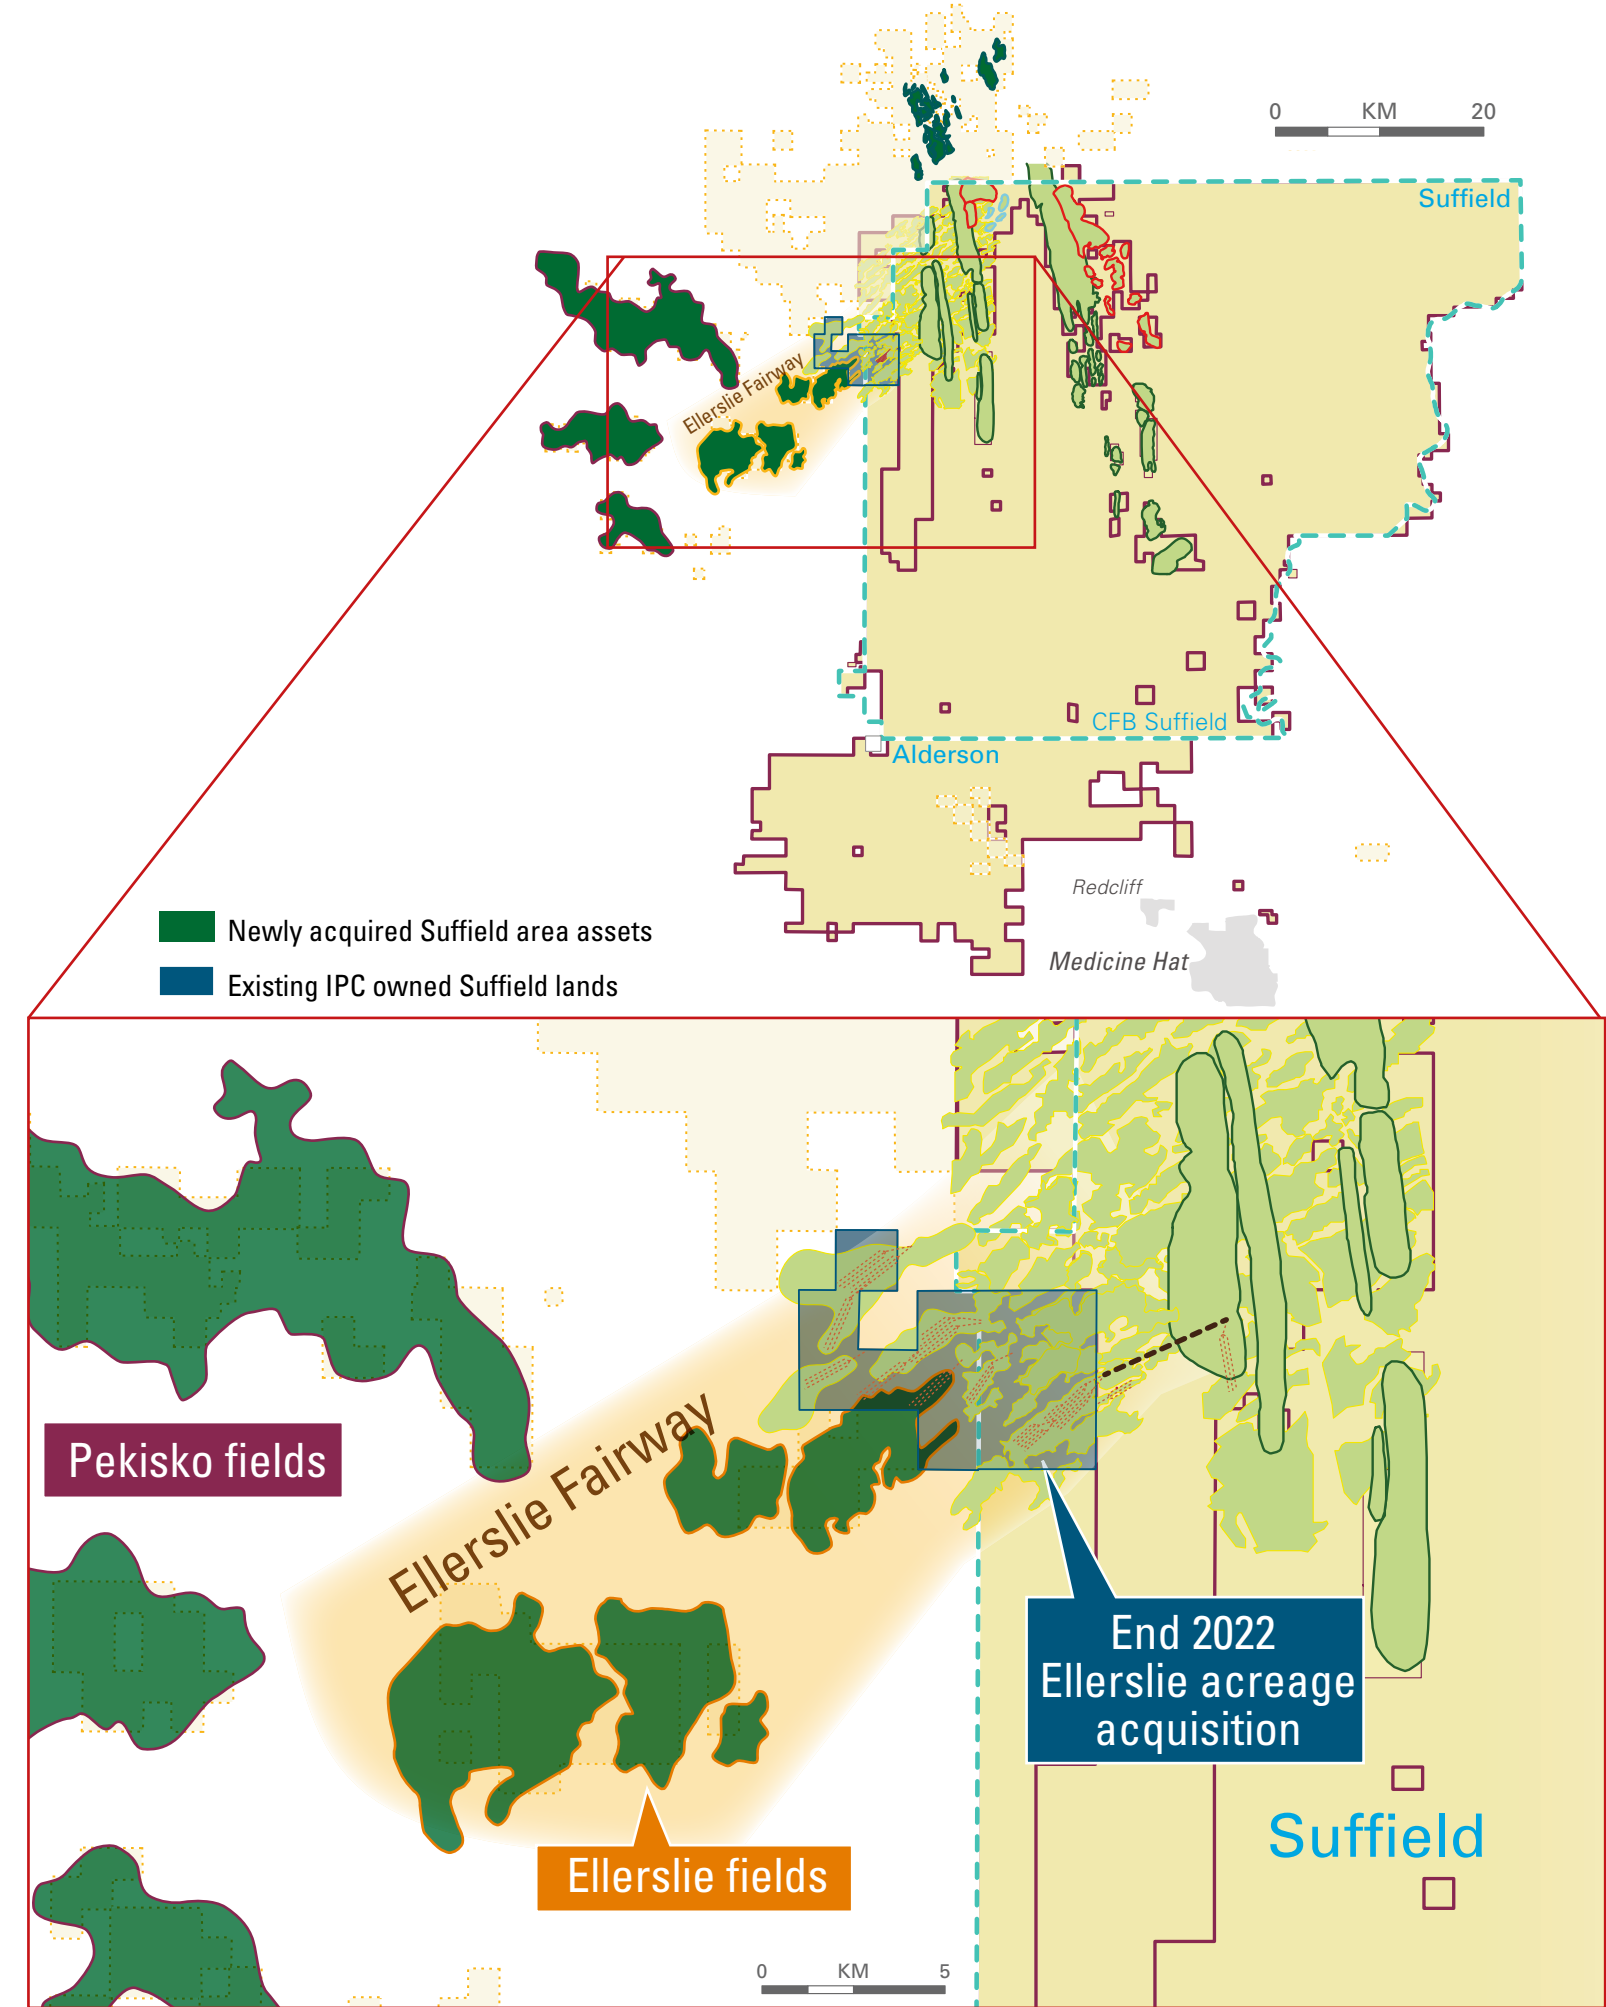 0 KM 20
Suffield
Ellerslie Fairway
CFB Suffield
Alderson
Redcliff
Medicine Hat
Newly acquired Suffield area assets
Existing IPC owned Suffield lands
Pekisko fields
Ellerslie Fairway
End 2022
Ellerslie acreage
acquisition
Suffield
Ellerslie fields
0 KM 5